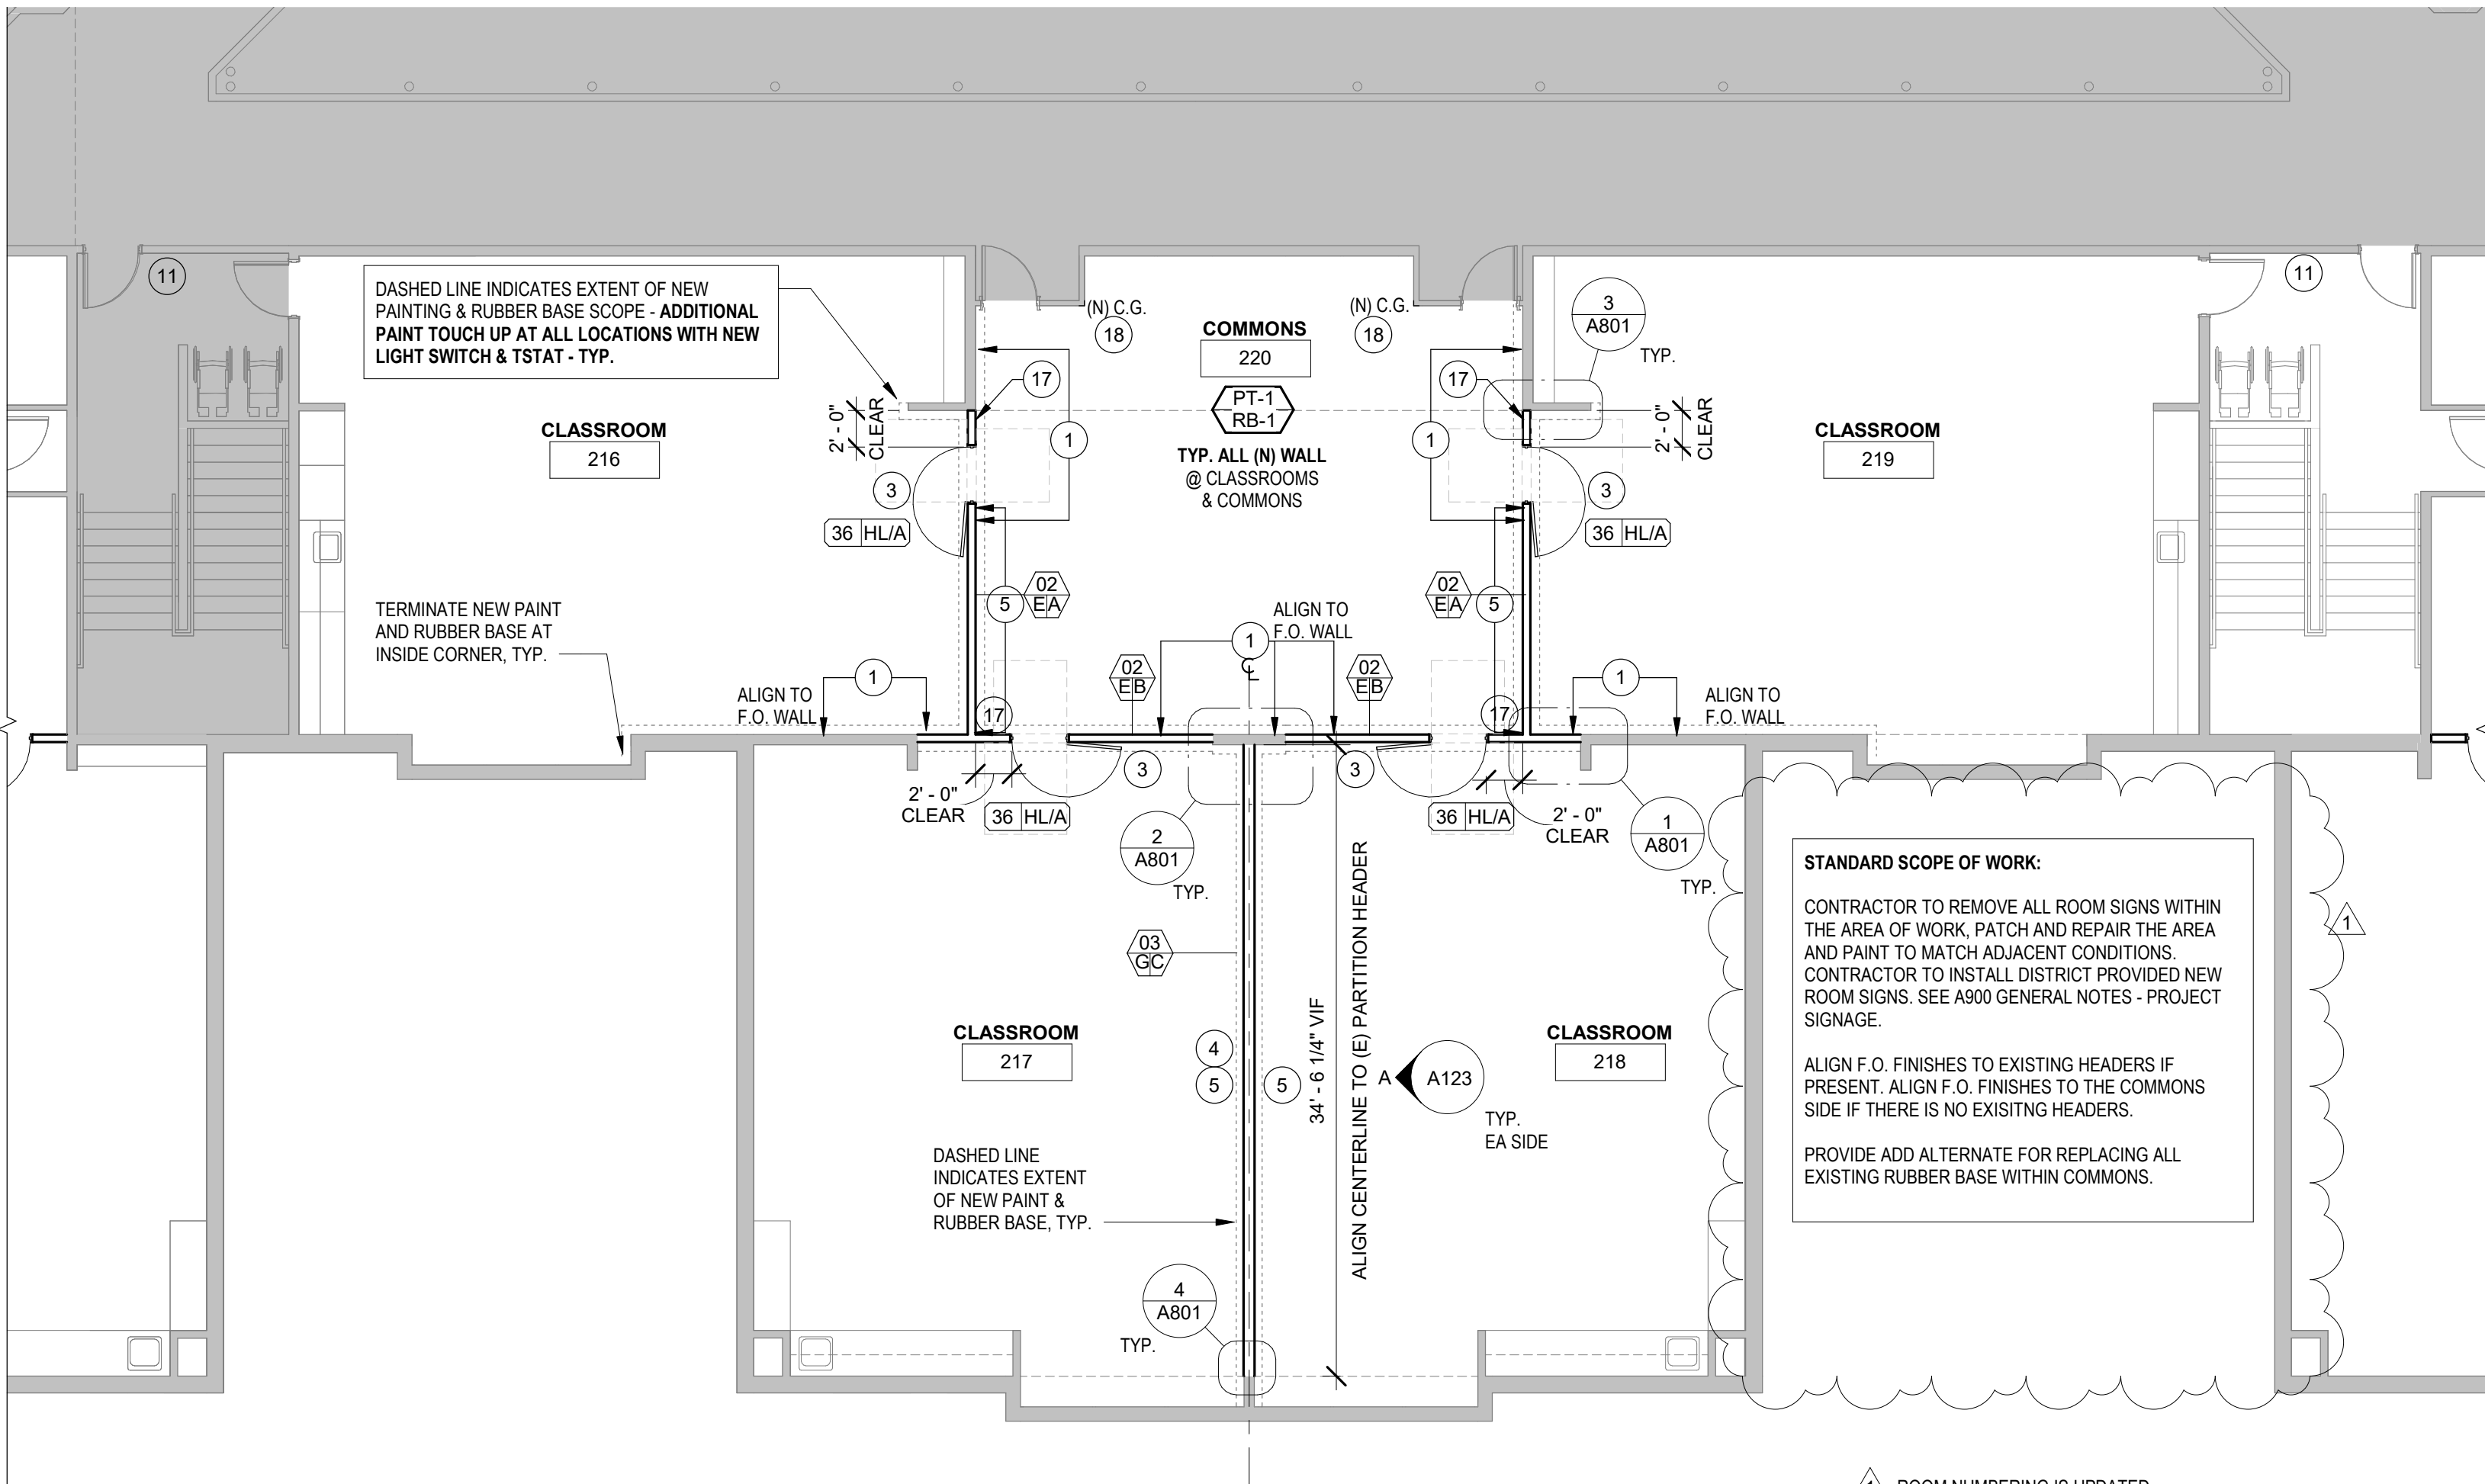 11
DASHED LINE INDICATES EXTENT OF NEW
PAINTING & RUBBER BASE SCOPE - ADDITIONAL
PAINT TOUCH UP AT ALL LOCATIONS WITH NEW
LIGHT SWITCH & TSTAT - TYP.
(N) C.G.
18
COMMONS
220
PT-1
RB-1
TYP. ALL (N) WALL
@ CLASSROOMS
& COMMONS
(N) C.G.
18
3
A801
TYP.
11
17
17
2' - 0"
CLEAR
2' - 0"
CLEAR
1
1
CLASSROOM
216
CLASSROOM
219
3
36 HL/A
3
36 HL/A
02
EA
5
02
EA
5
TERMINATE NEW PAINT
AND RUBBER BASE AT
INSIDE CORNER, TYP.
ALIGN TO
F.O. WALL
1
ALIGN TO
F.O. WALL
1
℄
02
EB
02
EB
17
17
1
ALIGN TO
F.O. WALL
3
3
2' - 0"
CLEAR
36 HL/A
36 HL/A
2' - 0"
CLEAR
2
A801
TYP.
1
A801
TYP.
03
GC
CLASSROOM
217
4
5
5
34' - 6 1/4" VIF
ALIGN CENTERLINE TO (E) PARTITION HEADER
A
A123
TYP.
EA SIDE
CLASSROOM
218
DASHED LINE
INDICATES EXTENT
OF NEW PAINT &
RUBBER BASE, TYP.
4
A801
TYP.
STANDARD SCOPE OF WORK:
CONTRACTOR TO REMOVE ALL ROOM SIGNS WITHIN
THE AREA OF WORK, PATCH AND REPAIR THE AREA
AND PAINT TO MATCH ADJACENT CONDITIONS.
CONTRACTOR TO INSTALL DISTRICT PROVIDED NEW
ROOM SIGNS. SEE A900 GENERAL NOTES - PROJECT
SIGNAGE.
ALIGN F.O. FINISHES TO EXISTING HEADERS IF
PRESENT. ALIGN F.O. FINISHES TO THE COMMONS
SIDE IF THERE IS NO EXISITNG HEADERS.
PROVIDE ADD ALTERNATE FOR REPLACING ALL
EXISTING RUBBER BASE WITHIN COMMONS.
1
ROOM NUMBERING IS UPDATED